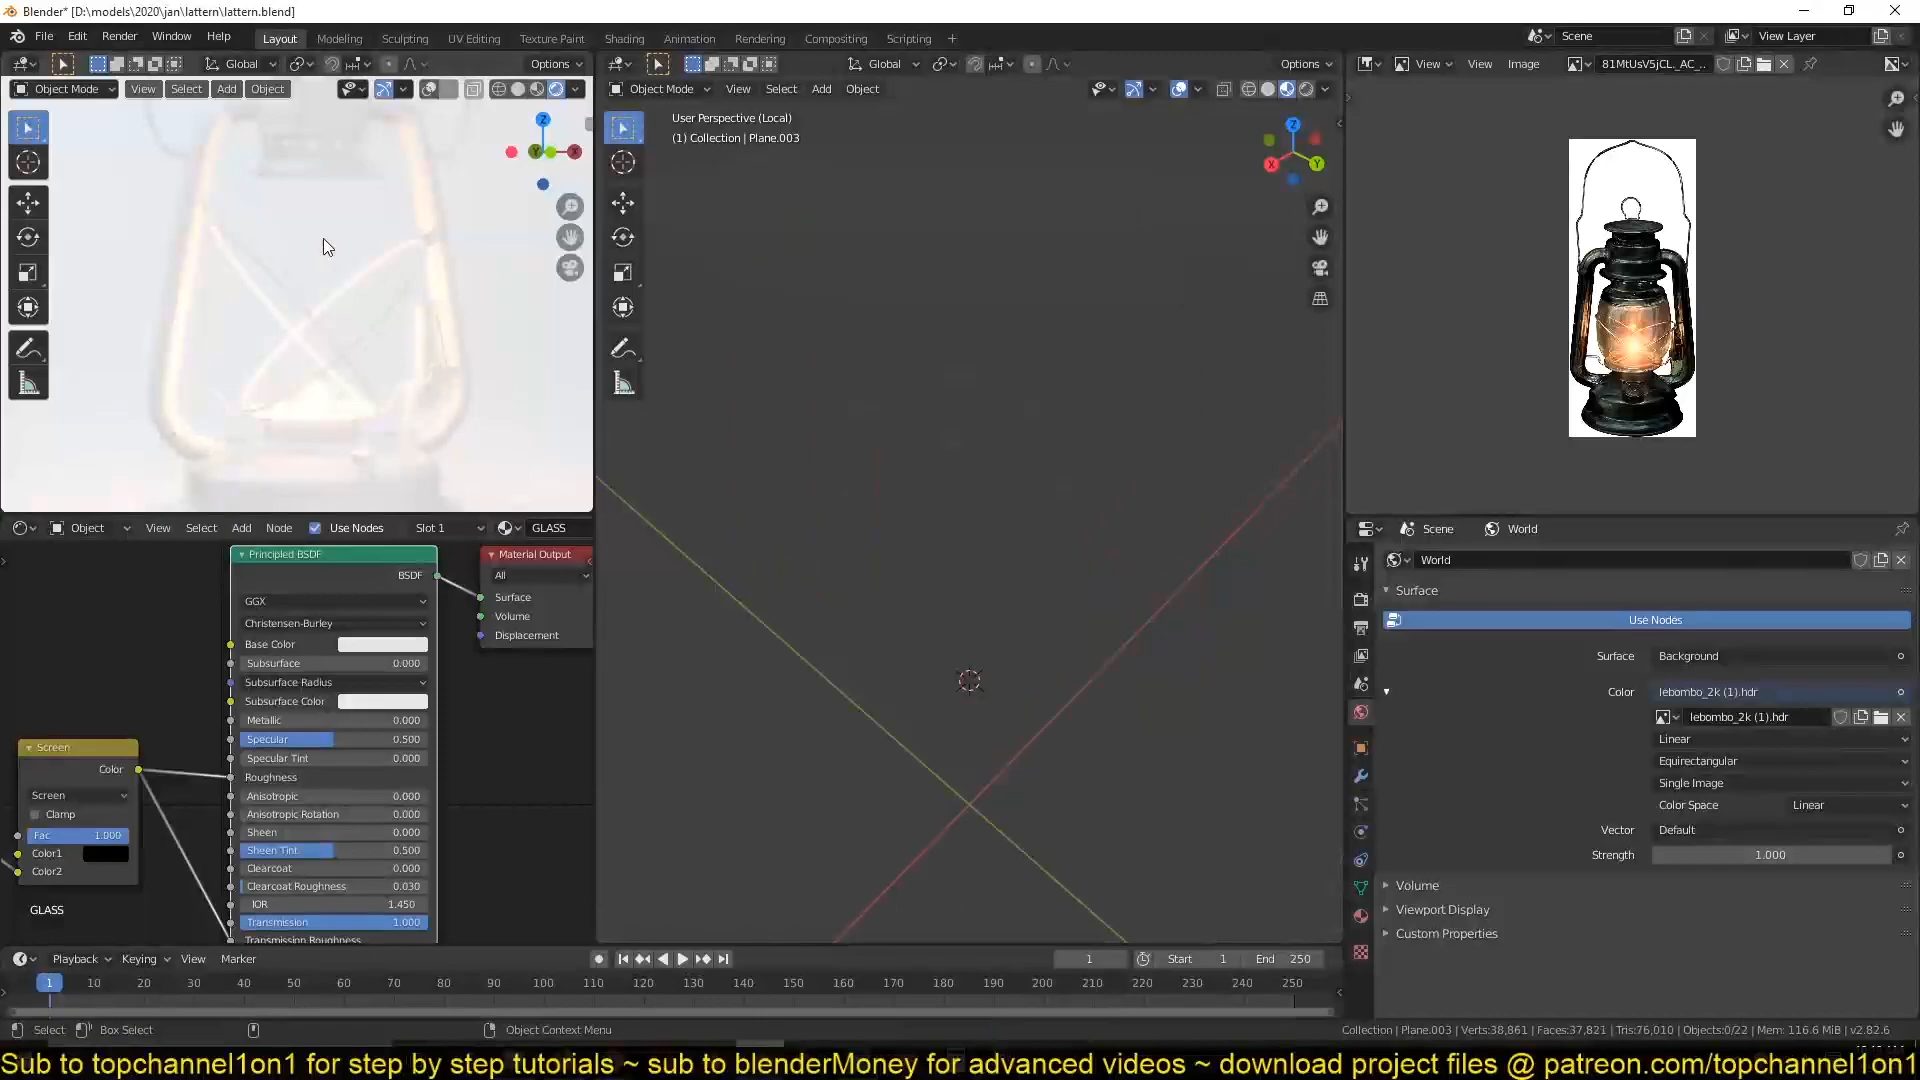 Blender* [D:\models\2020\jan\lattern\lattern.blend]
File Edit Render Window Help Layout Modeling Sculpting UV Editing Texture Paint Shading Animation Rendering Compositing Scripting + Scene View Layer
Global Options Global Options View View Image 81MtUsV5jCL._AC_...
Object Mode View Select Add Object Object Mode View Select Add Object
User Perspective (Local)
(1) Collection | Plane.003
Z Y X
Z X Y
Object View Select Add Node Use Nodes Slot 1 GLASS
Scene World
World
Surface
Use Nodes
Surface Background
Color lebombo_2k (1).hdr
lebombo_2k (1).hdr
Linear
Equirectangular
Single Image
Color Space Linear
Vector Default
Strength 1.000
Volume
Viewport Display
Custom Properties
Principled BSDF
BSDF
GGX
Christensen-Burley
Base Color
Subsurface 0.000
Subsurface Radius
Subsurface Color
Metallic 0.000
Specular 0.500
Specular Tint 0.000
Roughness
Anisotropic 0.000
Anisotropic Rotation 0.000
Sheen 0.000
Sheen Tint 0.500
Clearcoat 0.000
Clearcoat Roughness 0.030
IOR 1.450
Transmission 1.000
Transmission Roughness
Material Output
All
Surface
Volume
Displacement
Screen
Color
Screen
Clamp
Fac 1.000
Color1
Color2
GLASS
Playback Keying View Marker 1 Start 1 End 250
1 10 20 30 40 50 60 70 80 90 100 110 120 130 140 150 160 170 180 190 200 210 220 230 240 250
Select Box Select Object Context Menu Collection | Plane.003 | Verts:38,861 | Faces:37,821 | Tris:76,010 | Objects:0/22 | Mem: 116.6 MiB | v2.82.6
Sub to topchannel1on1 for step by step tutorials ~ sub to blenderMoney for advanced videos ~ download project files @ patreon.com/topchannel1on1